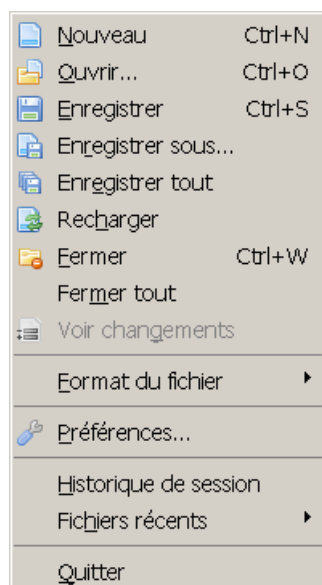 Nouveau Ctrl+N
Ouvrir... Ctrl+O
Enregistrer Ctrl+S
Enregistrer sous...
Enregistrer tout
Recharger
Fermer Ctrl+W
Fermer tout
Voir changements
Format du fichier
Préférences...
Historique de session
Fichiers récents
Quitter